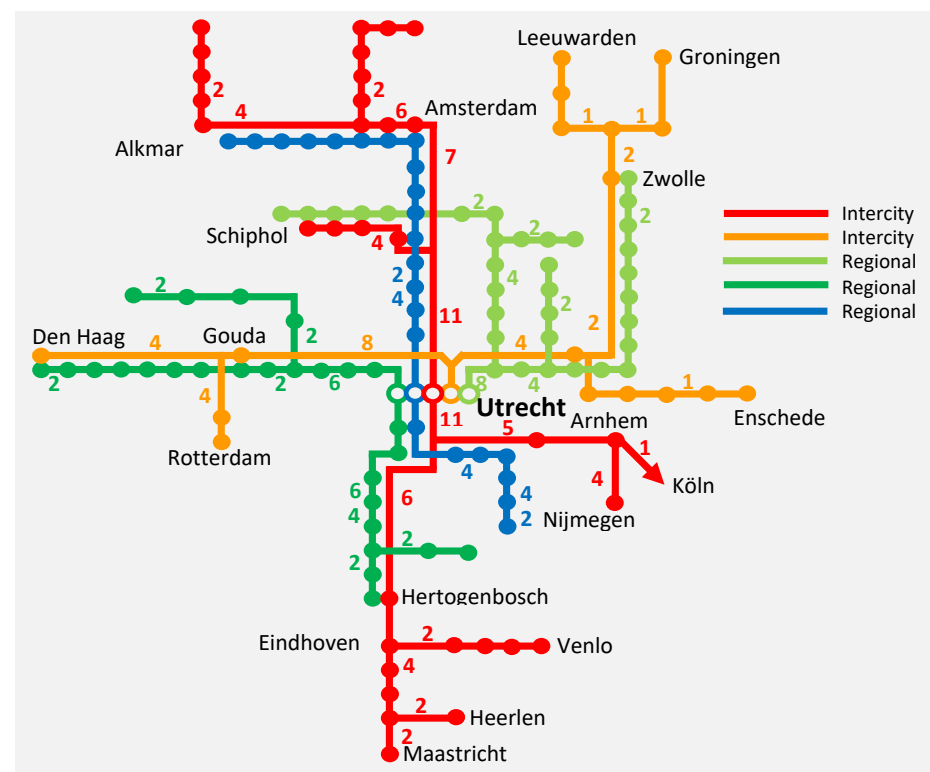 Leeuwarden
Groningen
2
2
4
6
Amsterdam
1
1
Alkmar
7
2
Zwolle
2
2
Intercity
Intercity
Regional
Regional
Regional
Schiphol
4
2
2
4
2
4
2
11
2
2
Den Haag
4
Gouda
2
8
4
2
2
6
4
8
4
4
1
Utrecht
Arnhem
Enschede
11
5
Rotterdam
1
4
4
Köln
6
6
4
4
2
Nijmegen
2
2
Hertogenbosch
Eindhoven
2
Venlo
4
2
Heerlen
2
Maastricht